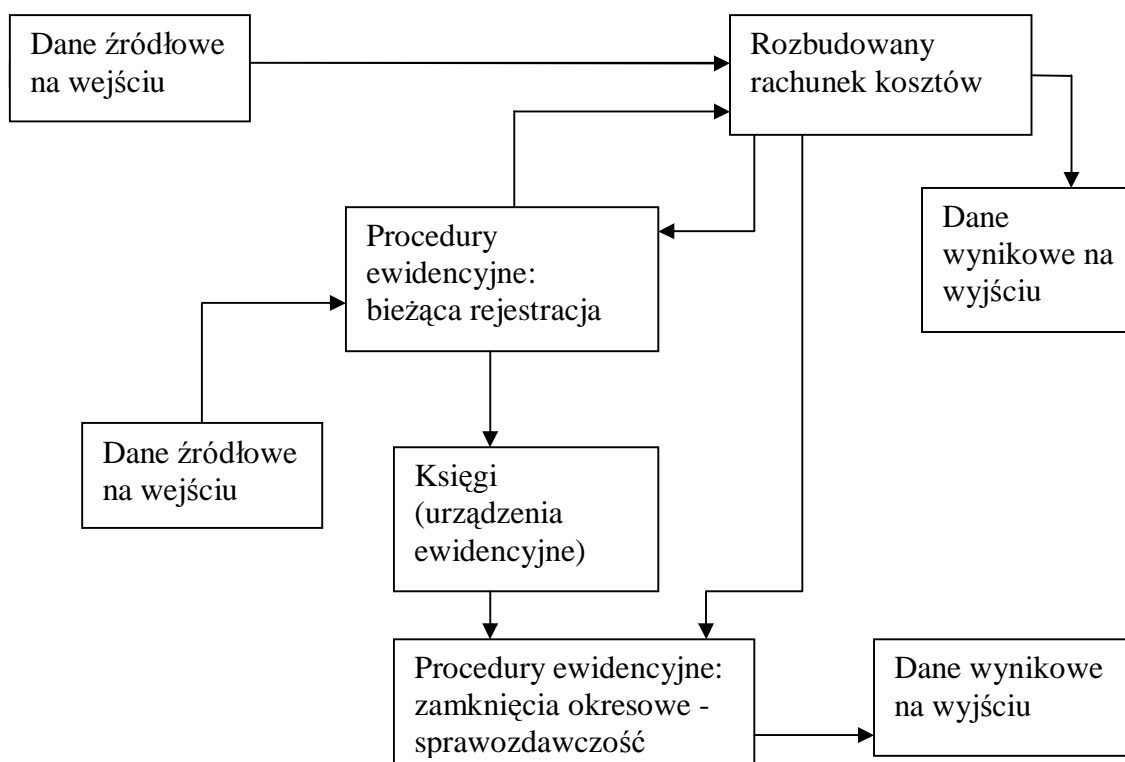 Dane źródłowe
na wejściu
Rozbudowany
rachunek kosztów
Procedury
ewidencyjne:
bieżąca rejestracja
Dane
wynikowe na
wyjściu
Dane źródłowe
na wejściu
Księgi
(urządzenia
ewidencyjne)
Procedury ewidencyjne:
zamknięcia okresowe -
sprawozdawczość
Dane wynikowe
na wyjściu